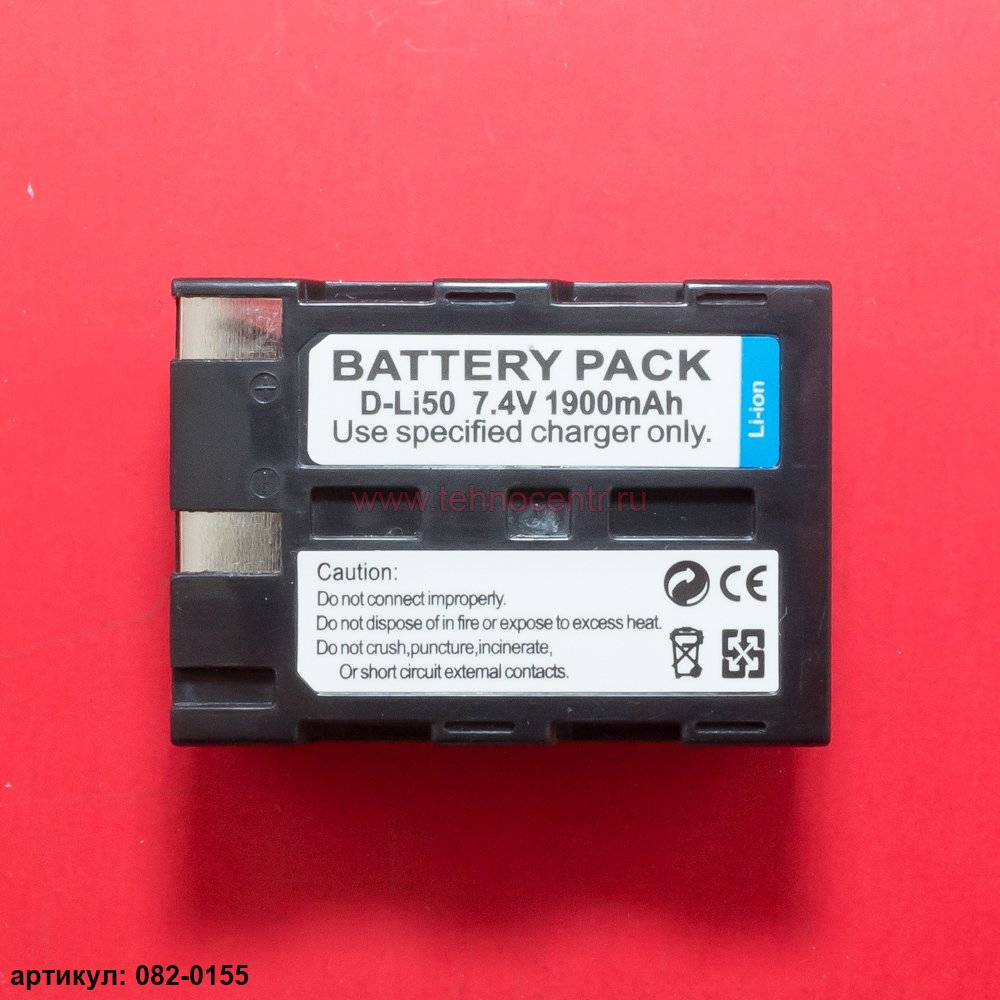 BATTERY PACK
D-Li50 7.4V 1900mAh
Use specified charger only.
Li-ion
+
-
www.tehnocentr.ru
Caution:
Do not connect improperly.
Do not dispose of in fire or expose to excess heat.
Do not crush,puncture,incinerate,
Or short circuit external contacts.
CE
артикул: 082-0155